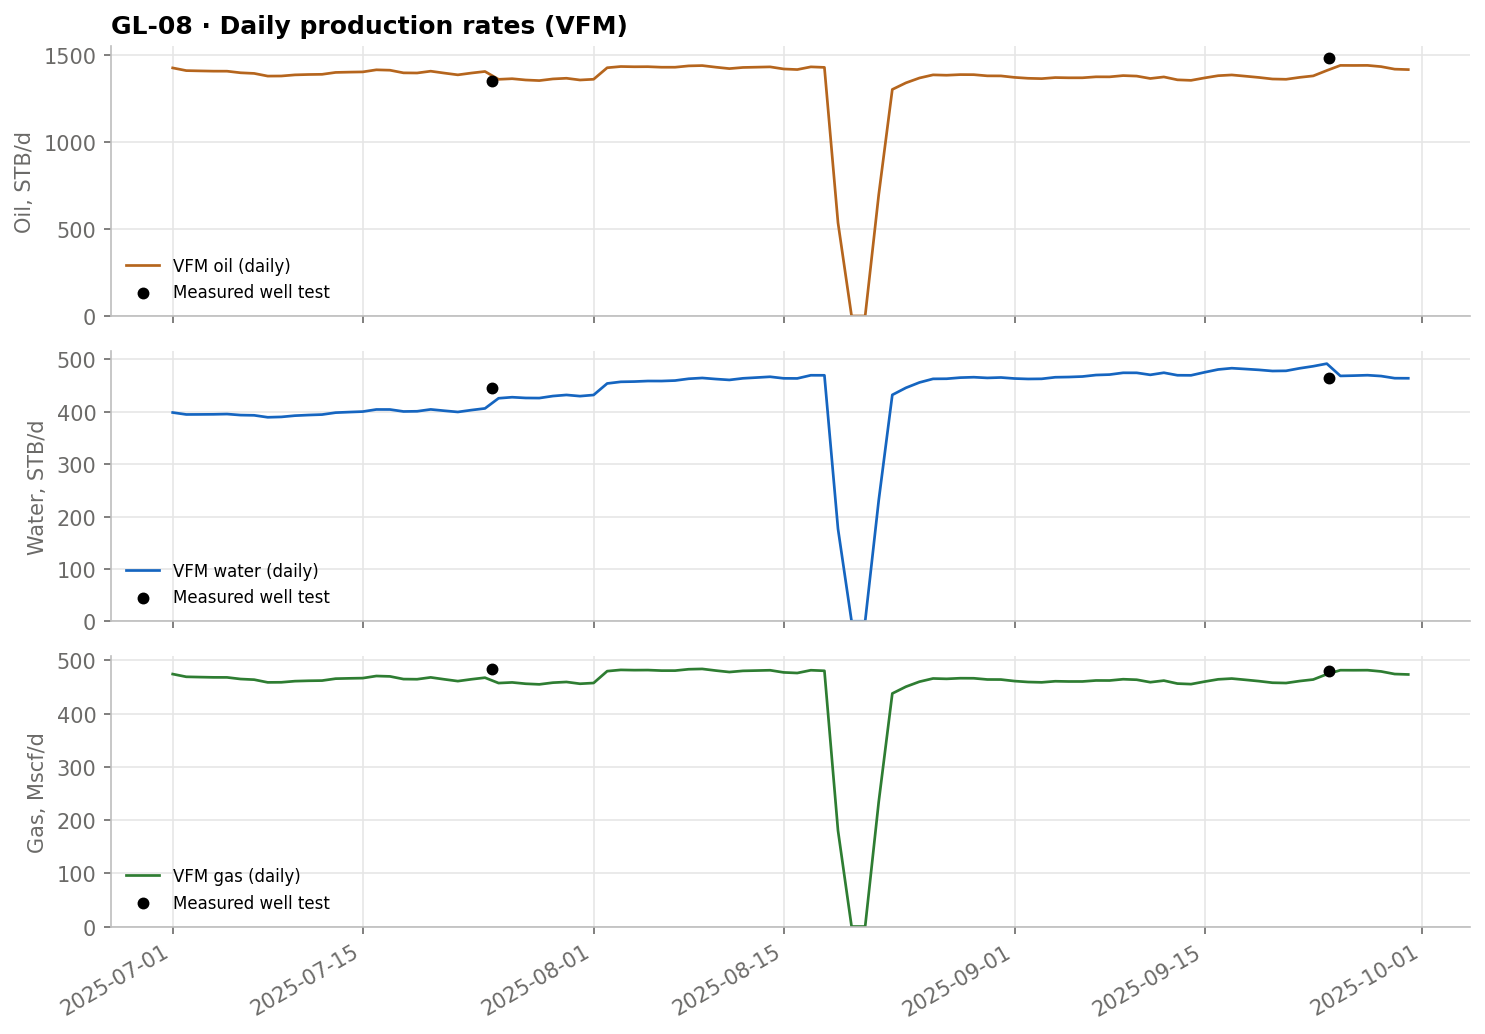 GL-08 · Daily production rates (VFM)
Oil, STB/d
1500
1000
500
0
VFM oil (daily)
Measured well test
Water, STB/d
500
400
300
200
100
0
VFM water (daily)
Measured well test
Gas, Mscf/d
500
400
300
200
100
0
VFM gas (daily)
Measured well test
2025-07-01
2025-07-15
2025-08-01
2025-08-15
2025-09-01
2025-09-15
2025-10-01